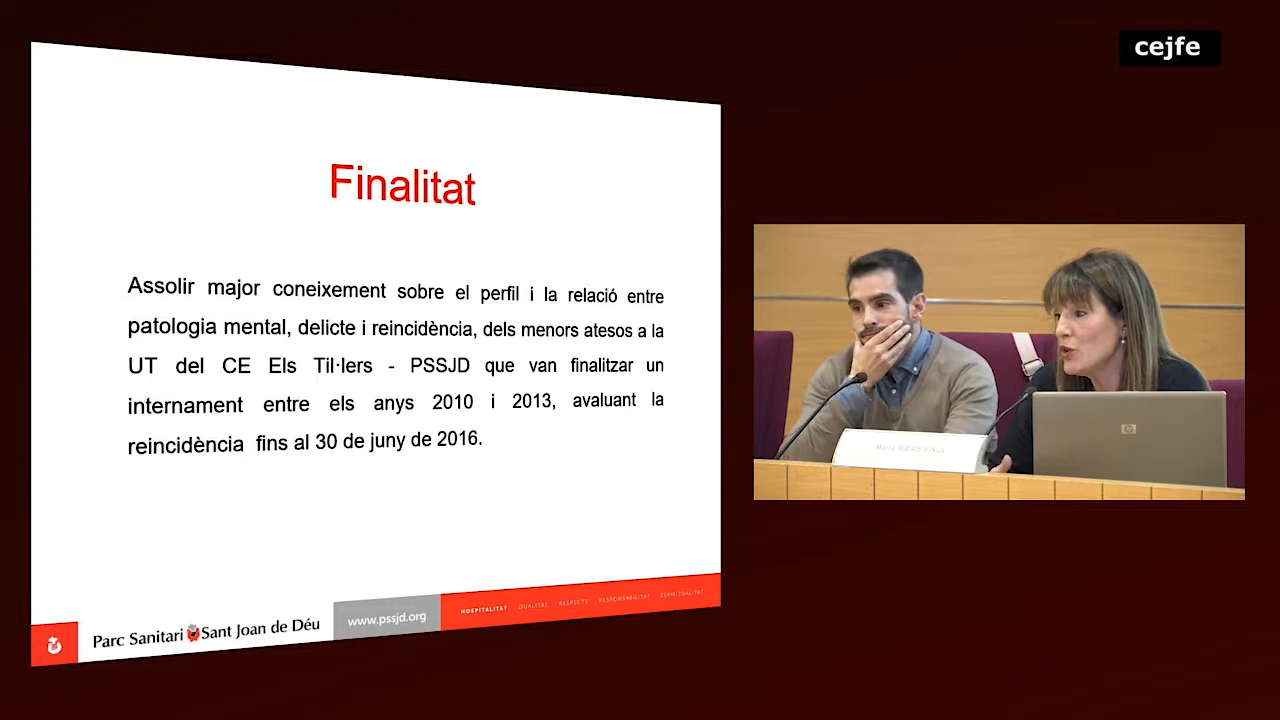 cejfe
Finalitat
Assolir major coneixement sobre el perfil i la relació entre
patologia mental, delicte i reincidència, dels menors atesos a la
UT del CE Els Til·lers - PSSJD que van finalitzar un
internament entre els anys 2010 i 2013, avaluant la
reincidència fins al 30 de juny de 2016.
Parc Sanitari Sant Joan de Déu
www.pssjd.org
HOSPITALITAT QUALITAT RESPECTE RESPONSABILITAT ESPIRITUALITAT
hp